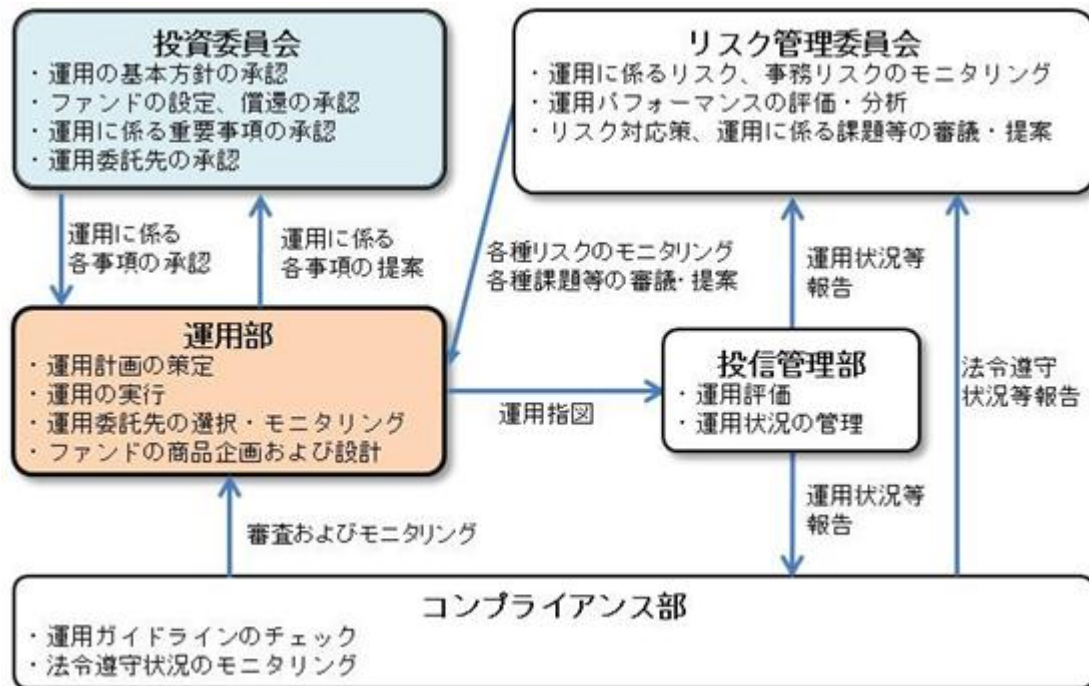 投資委員会
・運用の基本方針の承認
・ファンドの設定、償還の承認
・運用に係る重要事項の承認
・運用委託先の承認
リスク管理委員会
・運用に係るリスク、事務リスクのモニタリング
・運用パフォーマンスの評価・分析
・リスク対応策、運用に係る課題等の審議・提案
運用に係る
各事項の承認
運用に係る
各事項の提案
各種リスクのモニタリング
各種課題等の審議・提案
運用状況等
報告
法令遵守
状況等報告
運用部
・運用計画の策定
・運用の実行
・運用委託先の選択・モニタリング
・ファンドの商品企画および設計
運用指図
投信管理部
・運用評価
・運用状況の管理
審査およびモニタリング
運用状況等
報告
コンプライアンス部
・運用ガイドラインのチェック
・法令遵守状況のモニタリング